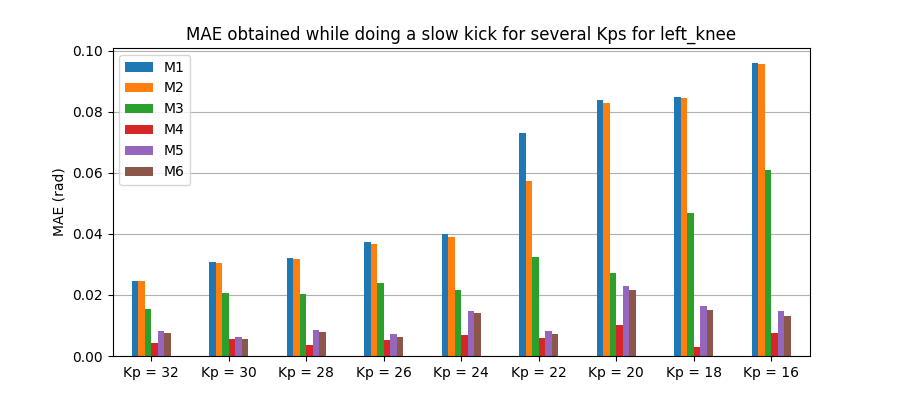 MAE obtained while doing a slow kick for several Kps for left_knee
MAE (rad)
0.10
0.08
0.06
0.04
0.02
0.00
M1
M2
M3
M4
M5
M6
Kp = 32 Kp = 30 Kp = 28 Kp = 26 Kp = 24 Kp = 22 Kp = 20 Kp = 18 Kp = 16